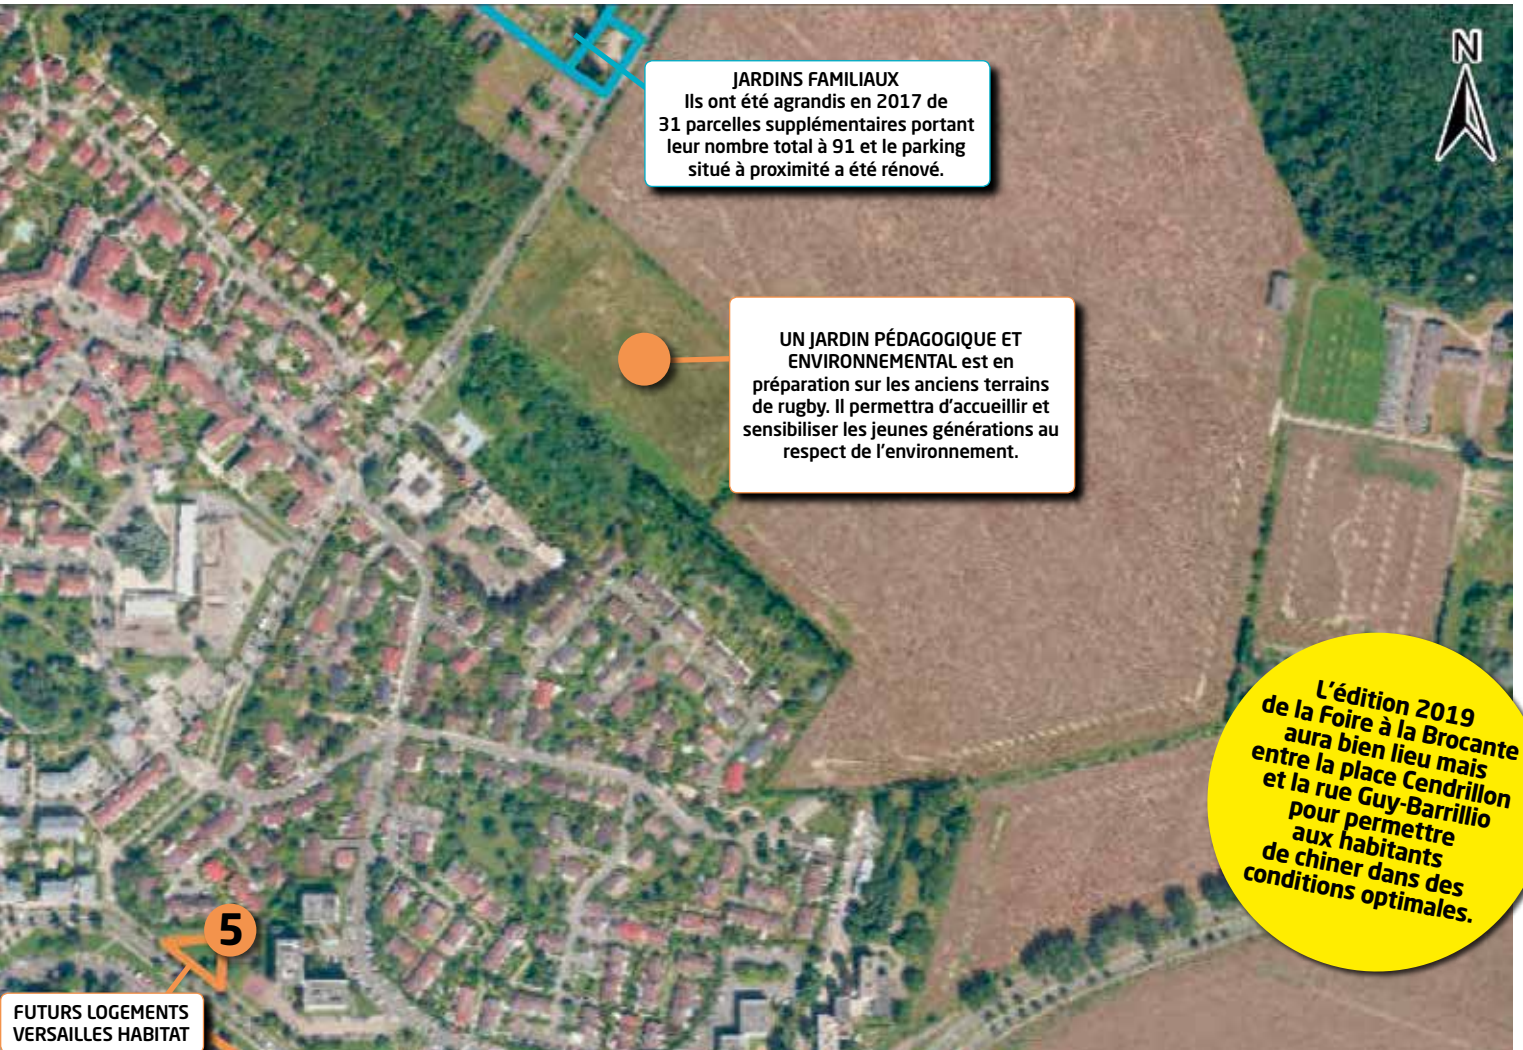 N
JARDINS FAMILIAUX
Ils ont été agrandis en 2017 de
31 parcelles supplémentaires portant
leur nombre total à 91 et le parking
situé à proximité a été rénové.
UN JARDIN PÉDAGOGIQUE ET
ENVIRONNEMENTAL est en
préparation sur les anciens terrains
de rugby. Il permettra d'accueillir et
sensibiliser les jeunes générations au
respect de l'environnement.
L'édition 2019
de la Foire à la Brocante
aura bien lieu mais
entre la place Cendrillon
et la rue Guy-Barrillio
pour permettre
aux habitants
de chiner dans des
conditions optimales.
5
FUTURS LOGEMENTS
VERSAILLES HABITAT